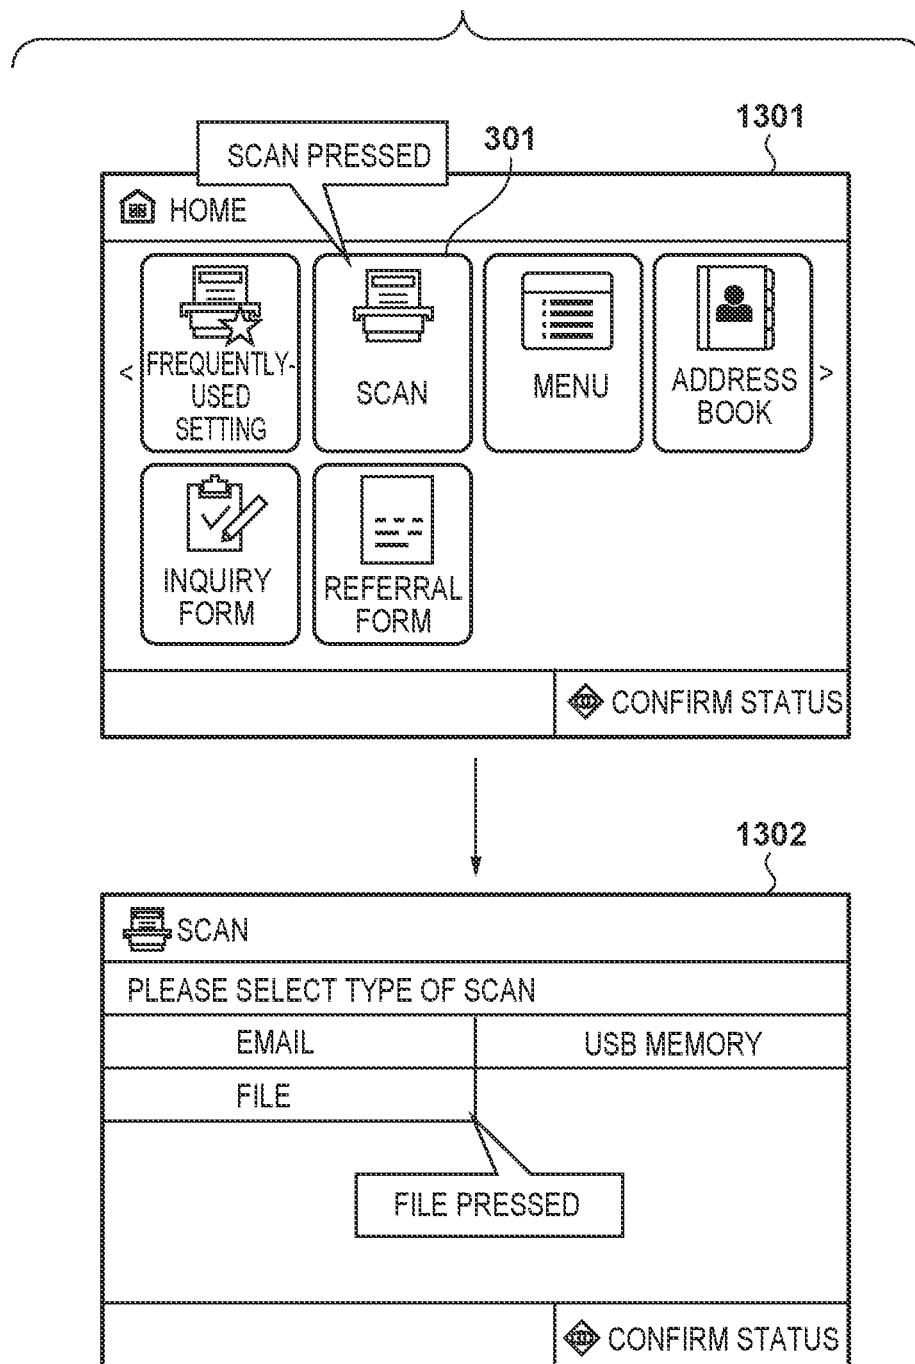 1301
SCAN PRESSED
301
HOME
<
FREQUENTLY-
USED
SETTING
SCAN
MENU
ADDRESS
BOOK
>
INQUIRY
FORM
REFERRAL
FORM
CONFIRM STATUS
1302
SCAN
PLEASE SELECT TYPE OF SCAN
EMAIL
USB MEMORY
FILE
FILE PRESSED
CONFIRM STATUS